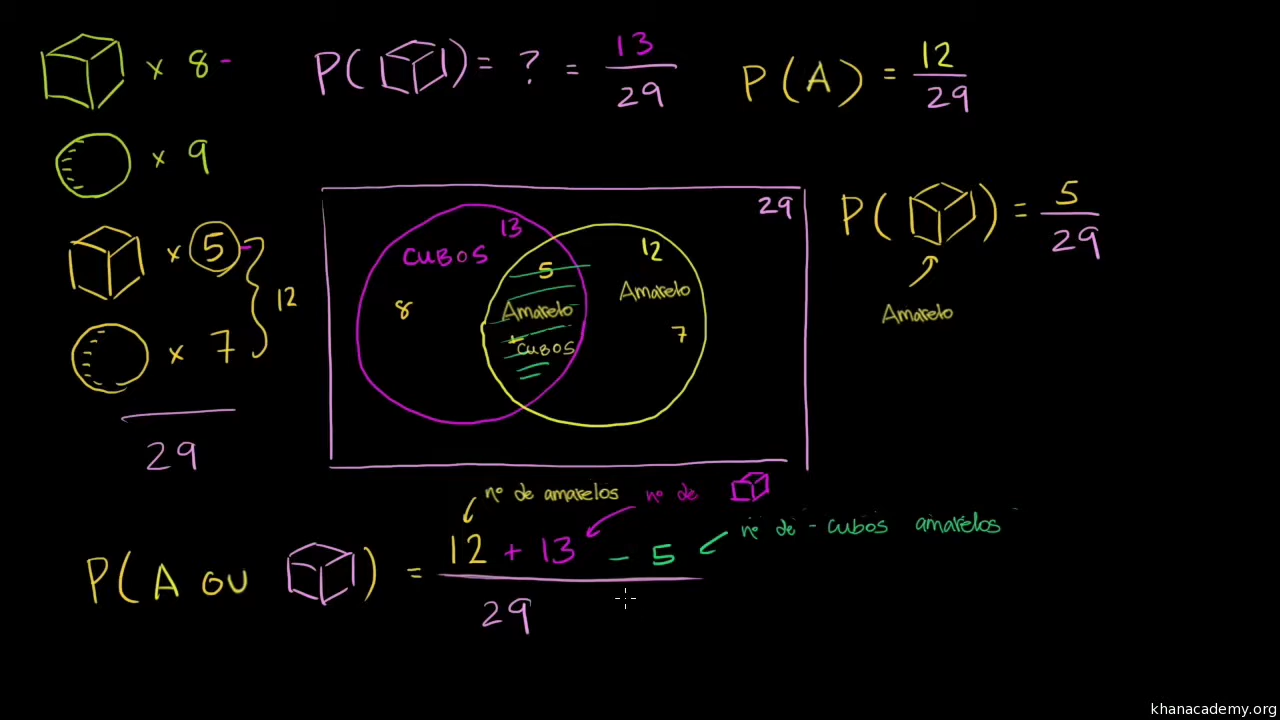 x 8 -
x 9
x 5
x 7
12
29
P( ) = ? = 13/29
P(A) = 12/29
P( ) = 5/29
Amarelo
29
CUBOS 13
8
5
Amarelo
CUBOS
12
Amarelo
7
nº de amarelos
nº de
nº de - cubos amarelos
P(A ou ) = 12 + 13 - 5
29
khanacademy.org